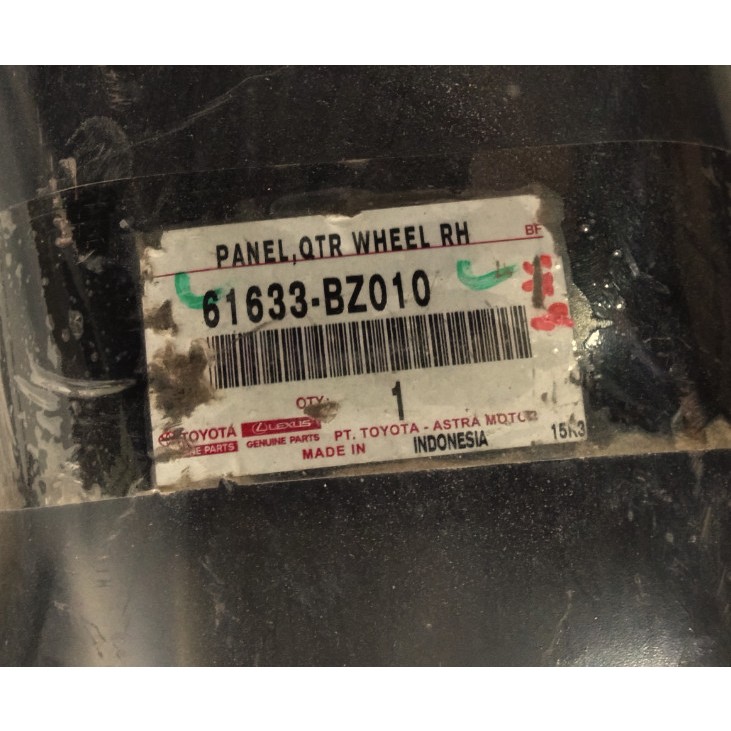 PANEL,QTR WHEEL RH
BF
61633-BZ010
QTY. 1
TOYOTA LEXUS
GENUINE PARTS PT. TOYOTA - ASTRA MOTOR
MADE IN INDONESIA 15K3